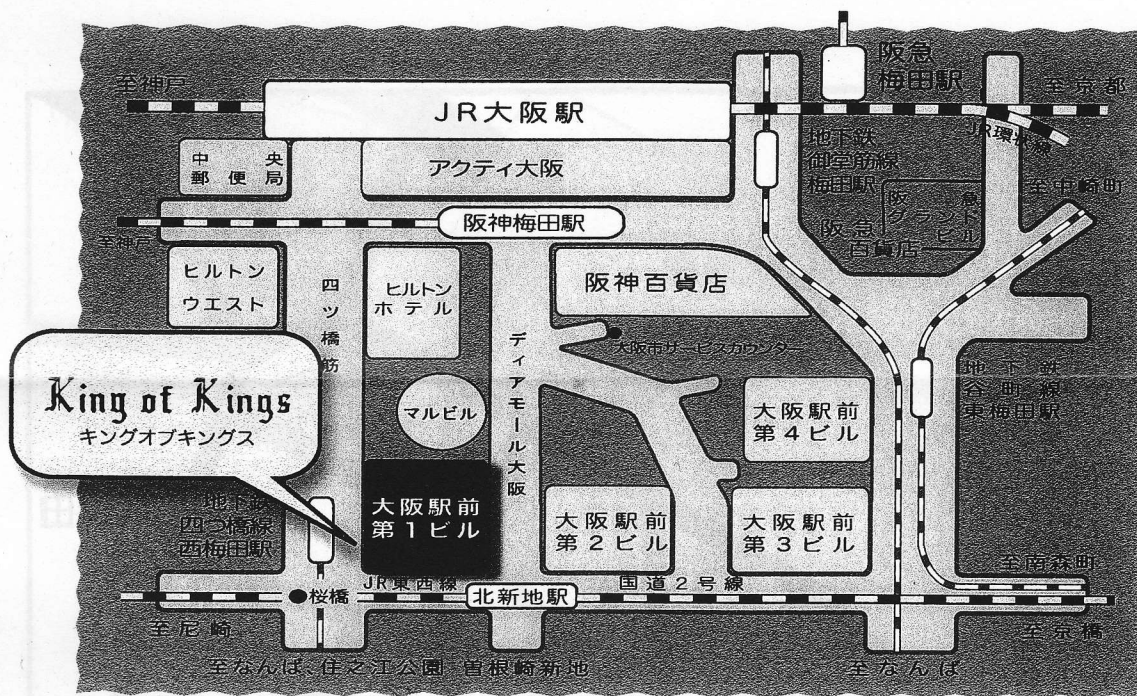 阪急
梅田駅
至神戸
JR大阪駅
至京都
JR環状線
地下鉄
御堂筋線
梅田駅
中央
郵便局
アクティ大阪
至中崎町
阪急
グランド
ビル
阪急
百貨店
至神戸
阪神梅田駅
ヒルトン
ウエスト
四ツ橋筋
ヒルトン
ホテル
ディアモール大阪
阪神百貨店
大阪市サービスカウンター
King of Kings
キングオブキングス
マルビル
地下鉄
谷町線
東梅田駅
大阪駅前
第4ビル
地下鉄
四つ橋線
西梅田駅
大阪駅前
第1ビル
大阪駅前
第2ビル
大阪駅前
第3ビル
至南森町
JR東西線
国道2号線
桜橋
北新地駅
至尼崎
至京橋
至なんば、住之江公園
曽根崎新地
至なんば